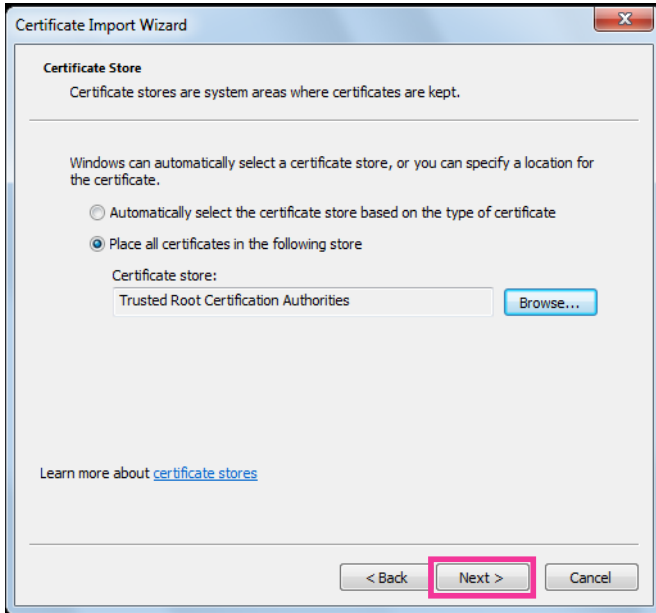 Certificate Import Wizard
Certificate Store
Certificate stores are system areas where certificates are kept.
Windows can automatically select a certificate store, or you can specify a location for
the certificate.
Automatically select the certificate store based on the type of certificate
Place all certificates in the following store
Certificate store:
Trusted Root Certification Authorities
Browse...
Learn more about certificate stores
< Back Next > Cancel